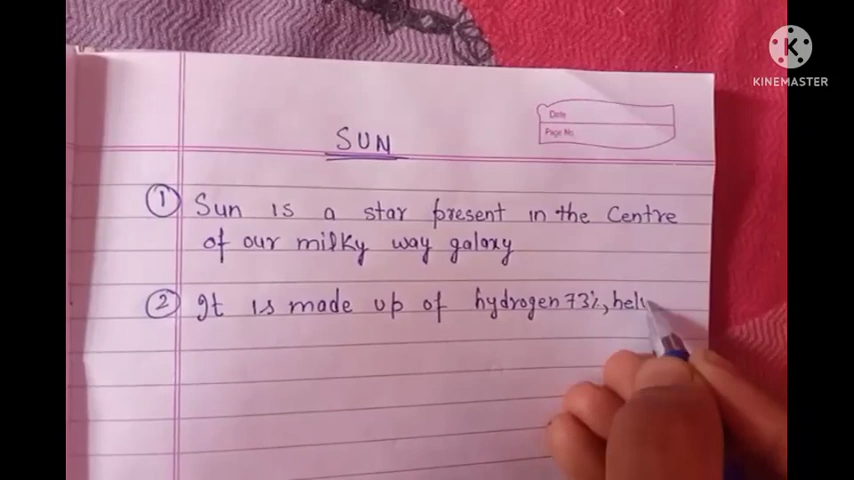 KINEMASTER
Date
Page No.
SUN
① Sun is a star present in the Centre
of our milky way galaxy
② It is made up of hydrogen 73%, heli